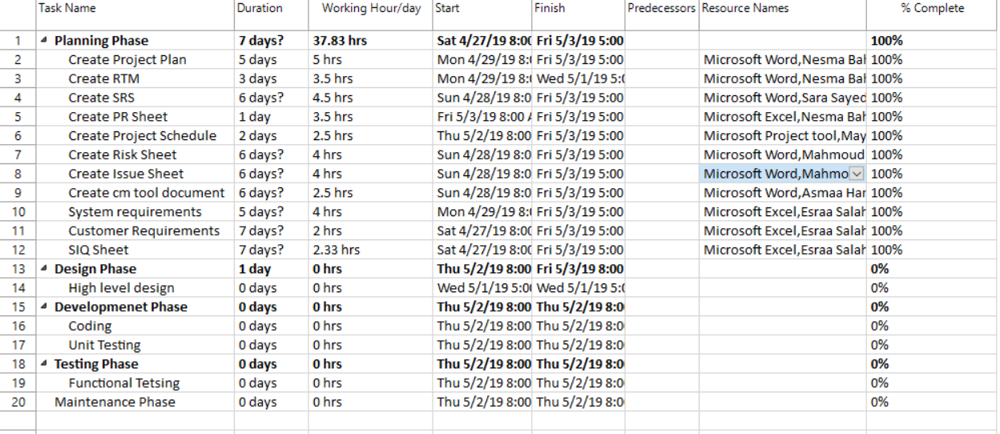 Task Name Duration Working Hour/day Start Finish Predecessors Resource Names % Complete
1 Planning Phase 7 days? 37.83 hrs Sat 4/27/19 8:00 Fri 5/3/19 5:00 100%
2 Create Project Plan 5 days 5 hrs Mon 4/29/19 8: Fri 5/3/19 5:00 Microsoft Word,Nesma Bah 100%
3 Create RTM 3 days 3.5 hrs Mon 4/29/19 8: Wed 5/1/19 5:0 Microsoft Word,Nesma Bah 100%
4 Create SRS 6 days? 4.5 hrs Sun 4/28/19 8:0 Fri 5/3/19 5:00 Microsoft Word,Sara Sayed 100%
5 Create PR Sheet 1 day 3.5 hrs Fri 5/3/19 8:00 A Fri 5/3/19 5:00 Microsoft Excel,Nesma Bah 100%
6 Create Project Schedule 2 days 2.5 hrs Thu 5/2/19 8:00 Fri 5/3/19 5:00 Microsoft Project tool,May 100%
7 Create Risk Sheet 6 days? 4 hrs Sun 4/28/19 8:0 Fri 5/3/19 5:00 Microsoft Word,Mahmoud 100%
8 Create Issue Sheet 6 days? 4 hrs Sun 4/28/19 8:0 Fri 5/3/19 5:00 Microsoft Word,Mahmo 100%
9 Create cm tool document 6 days? 2.5 hrs Sun 4/28/19 8:0 Fri 5/3/19 5:00 Microsoft Word,Asmaa Har 100%
10 System requirements 5 days? 4 hrs Mon 4/29/19 8: Fri 5/3/19 5:00 Microsoft Excel,Esraa Salah 100%
11 Customer Requirements 7 days? 2 hrs Sat 4/27/19 8:00 Fri 5/3/19 5:00 Microsoft Excel,Esraa Salah 100%
12 SIQ Sheet 7 days? 2.33 hrs Sat 4/27/19 8:00 Fri 5/3/19 5:00 Microsoft Excel,Esraa Salah 100%
13 Design Phase 1 day 0 hrs Thu 5/2/19 8:00 Fri 5/3/19 8:00 0%
14 High level design 0 days 0 hrs Wed 5/1/19 5:00 Wed 5/1/19 5:0 0%
15 Developmenet Phase 0 days 0 hrs Thu 5/2/19 8:00 Thu 5/2/19 8:0 0%
16 Coding 0 days 0 hrs Thu 5/2/19 8:00 Thu 5/2/19 8:0 0%
17 Unit Testing 0 days 0 hrs Thu 5/2/19 8:00 Thu 5/2/19 8:0 0%
18 Testing Phase 0 days 0 hrs Thu 5/2/19 8:00 Thu 5/2/19 8:0 0%
19 Functional Tetsing 0 days 0 hrs Thu 5/2/19 8:00 Thu 5/2/19 8:0 0%
20 Maintenance Phase 0 days 0 hrs Thu 5/2/19 8:00 Thu 5/2/19 8:0 0%